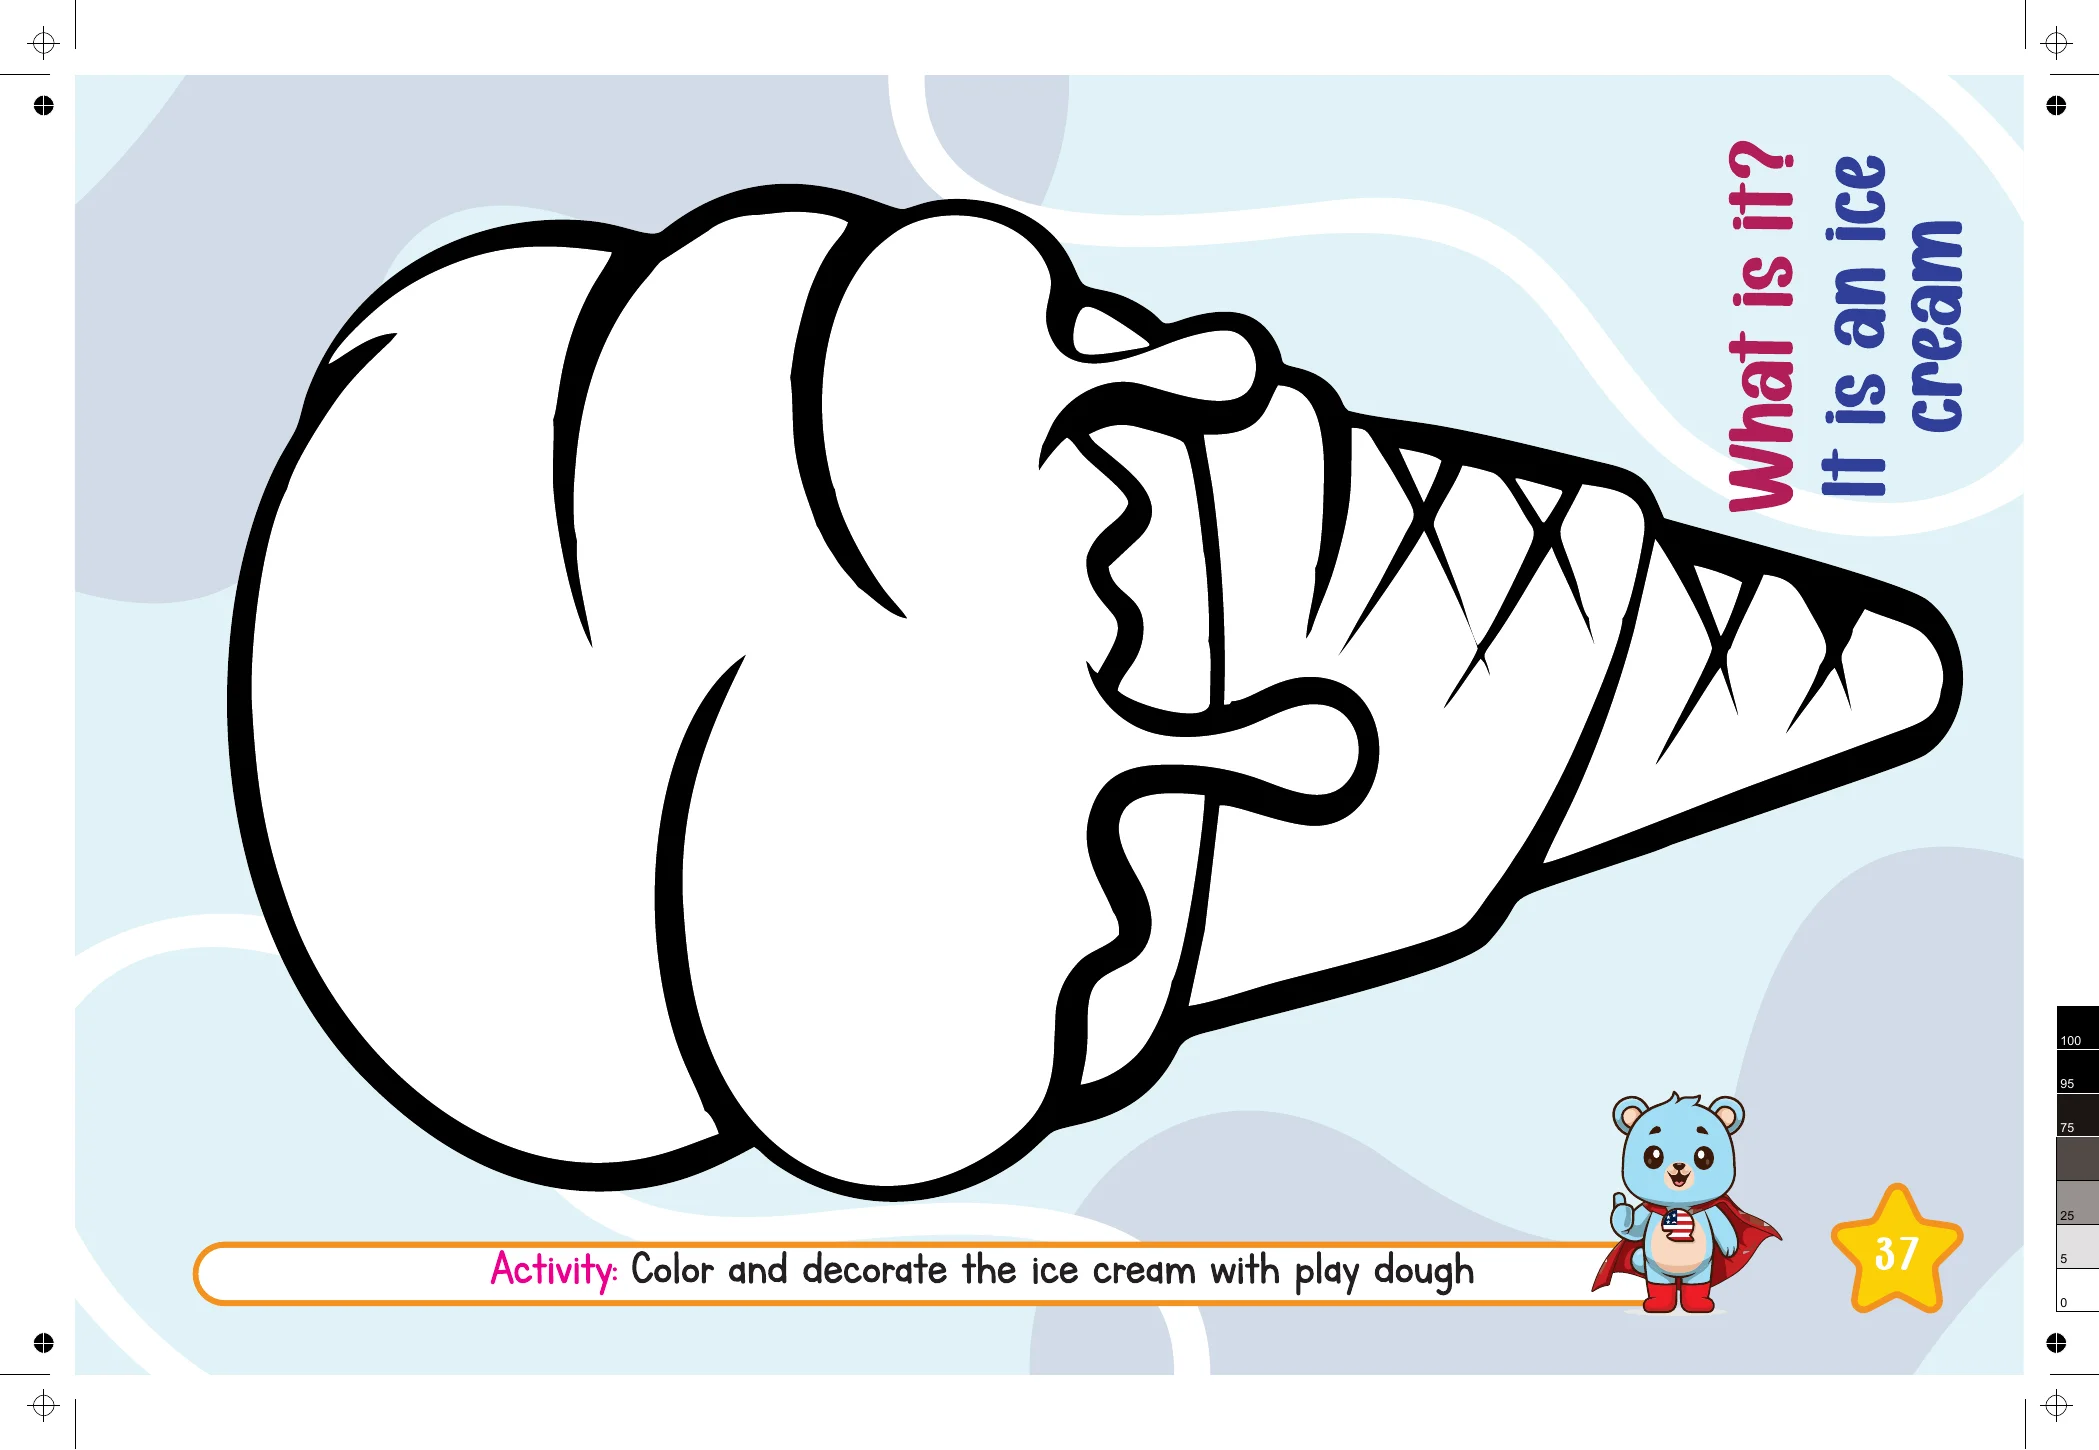 What is it?
It is an ice
cream
Activity: Color and decorate the ice cream with play dough
37
100
95
75
25
5
0